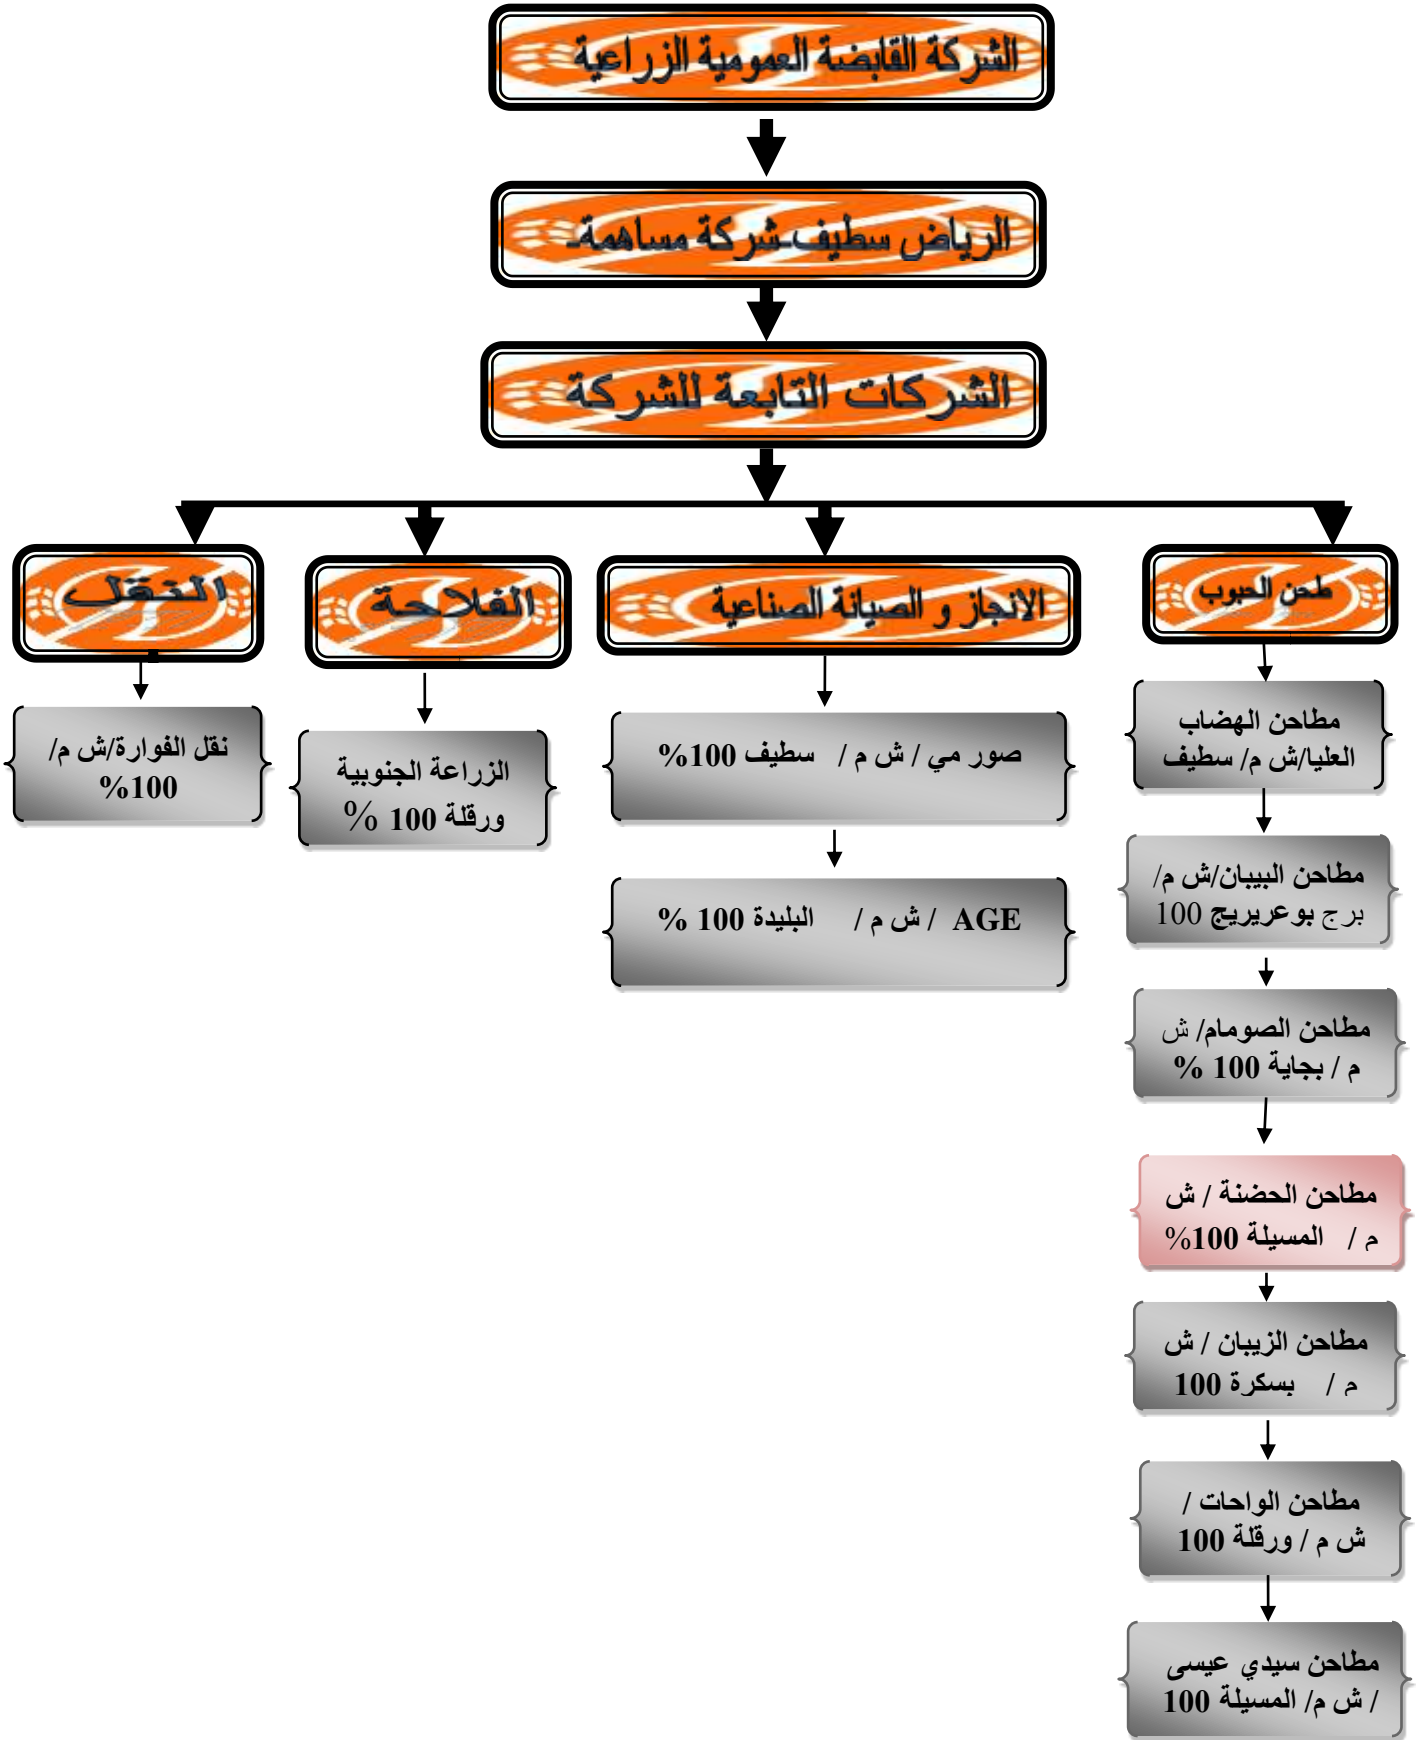 الشركة القابضة العمومية الزراعية
الرياض سطيف-شركة مساهمة-
الشركات التابعة للشركة
طحن الحبوب
الانجاز و الصيانة الصناعية
الفلاحة
النقل
مطاحن الهضاب
العليا/ش م/ سطيف
مطاحن البيبان/ش م/
برج بوعريريج 100
مطاحن الصومام/ ش
م / بجاية 100 %
مطاحن الحضنة / ش
م / المسيلة 100%
مطاحن الزيبان / ش
م / بسكرة 100
مطاحن الواحات /
ش م / ورقلة 100
مطاحن سيدي عيسى
/ ش م/ المسيلة 100
صور مي / ش م / سطيف 100%
AGE / ش م / البليدة 100 %
الزراعة الجنوبية
ورقلة 100 %
نقل الفوارة/ش م/
100%